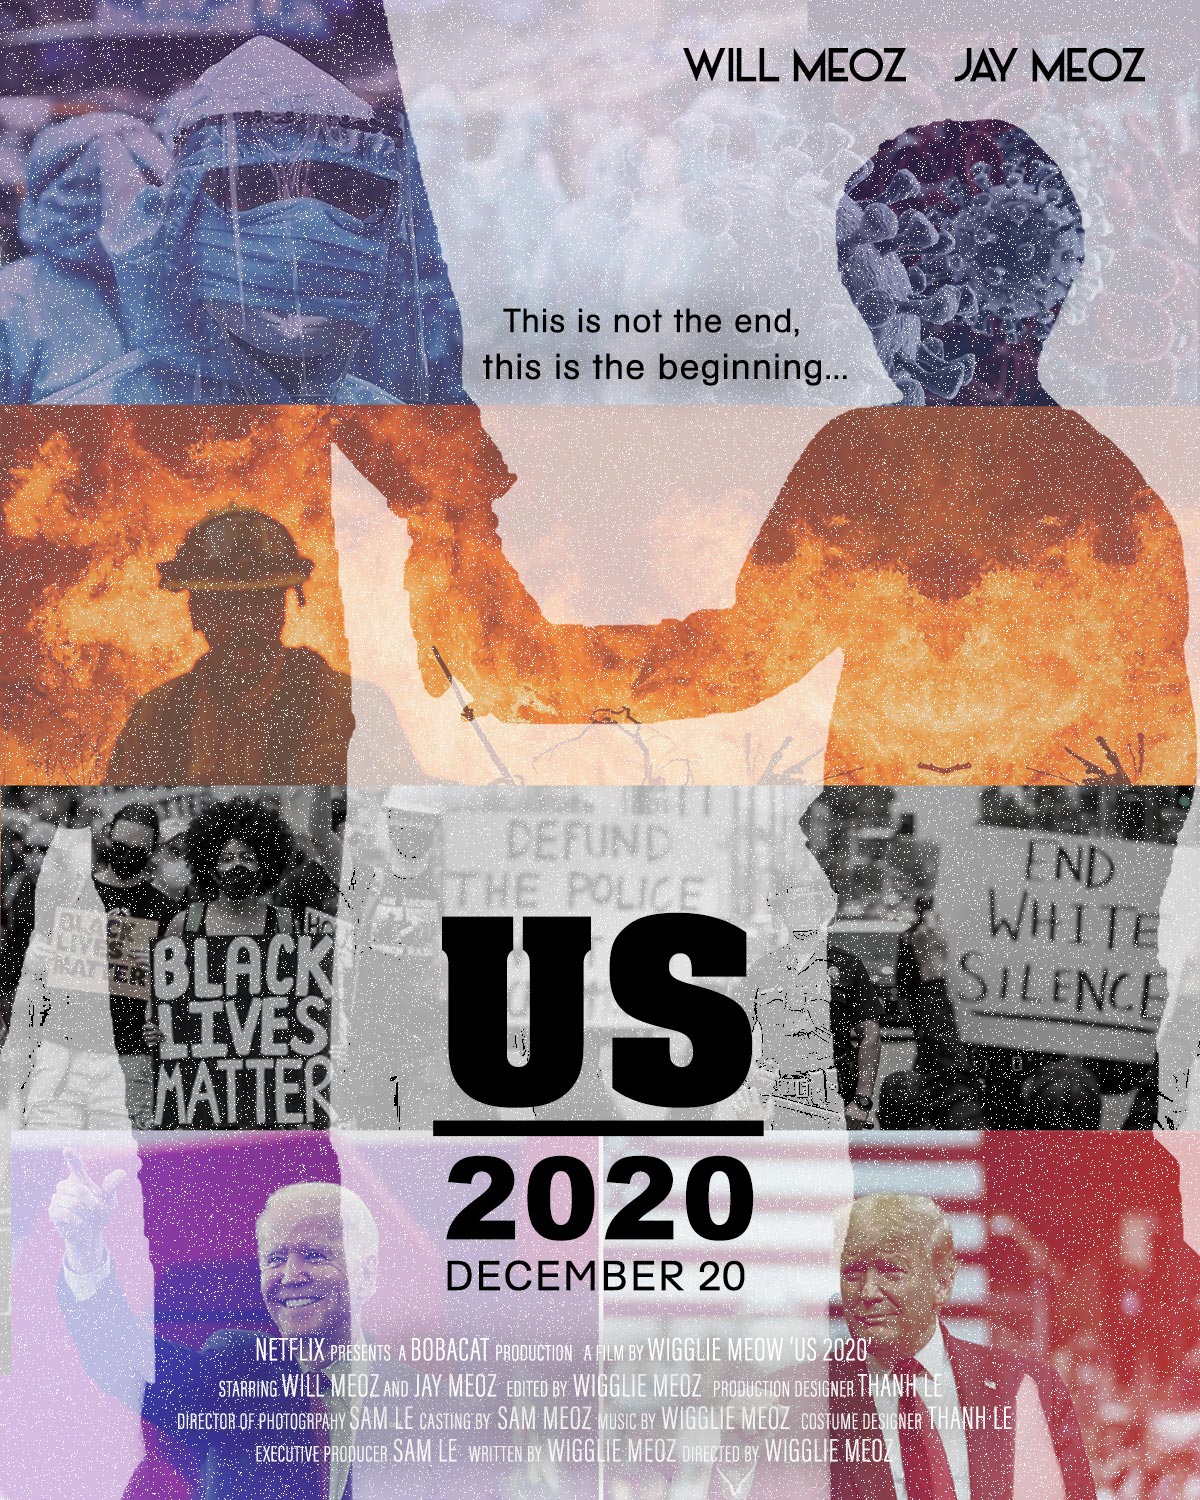 WILL MEOZ JAY MEOZ
This is not the end,
this is the beginning...
DEFUND
THE POLICE
BLACK
LIVES
MATTER
BLACK
LIVES
MATTER
END
WHITE
SILENCE
US
2020
DECEMBER 20
NETFLIX PRESENTS A BOBACAT PRODUCTION A FILM BY WIGGLIE MEOW 'US 2020'
STARRING WILL MEOZ AND JAY MEOZ EDITED BY WIGGLIE MEOZ PRODUCTION DESIGNER THANH LE
DIRECTOR OF PHOTOGRPAHY SAM LE CASTING BY SAM MEOZ MUSIC BY WIGGLIE MEOZ COSTUME DESIGNER THANH LE
EXECUTIVE PRODUCER SAM LE WRITTEN BY WIGGLIE MEOZ DIRECTED BY WIGGLIE MEOZ